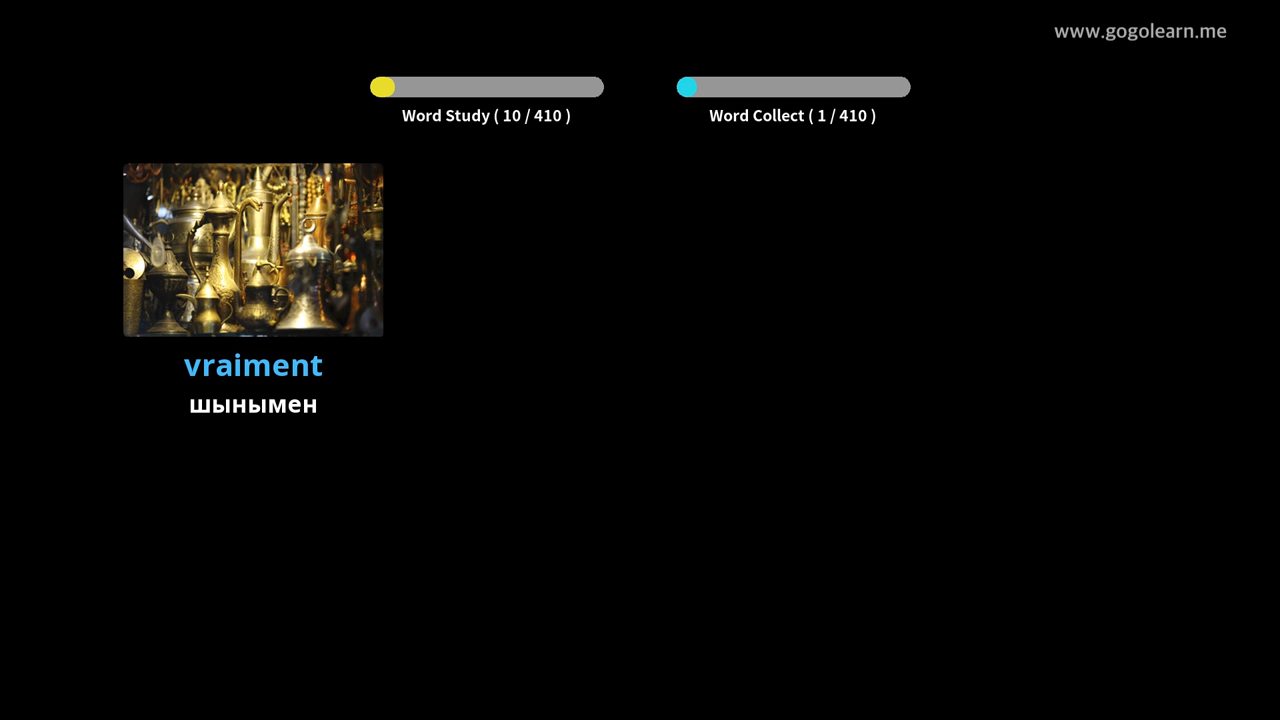 www.gogolearn.me
Word Study ( 10 / 410 )
Word Collect ( 1 / 410 )
vraiment
шынымен